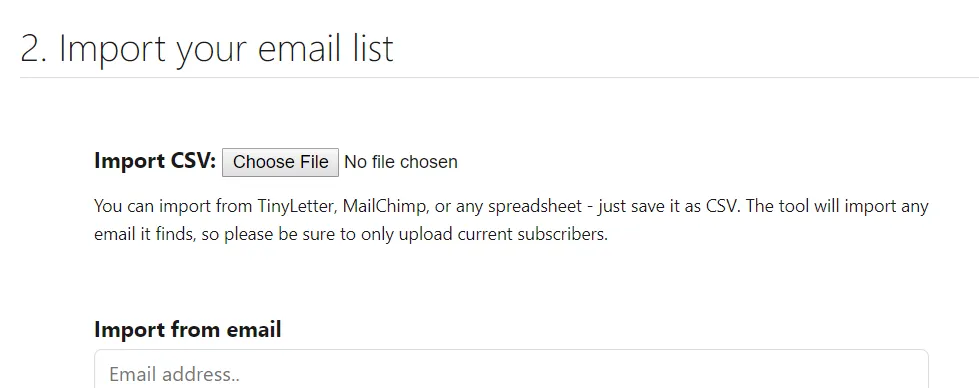 2. Import your email list
Import CSV: Choose File No file chosen
You can import from TinyLetter, MailChimp, or any spreadsheet - just save it as CSV. The tool will import any
email it finds, so please be sure to only upload current subscribers.
Import from email
Email address..